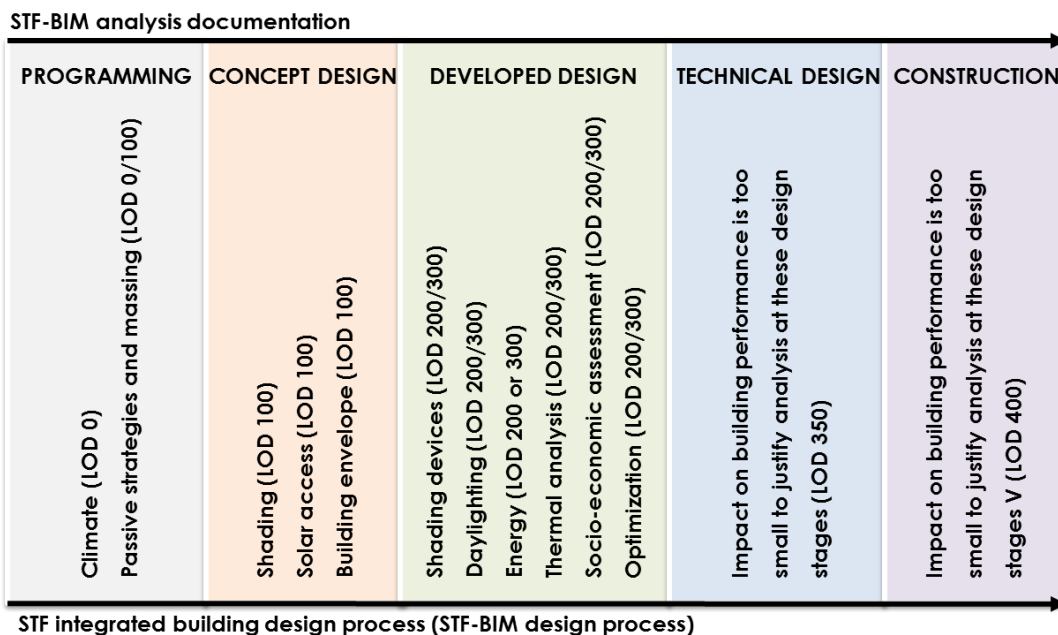 STF-BIM analysis documentation
PROGRAMMING
Climate (LOD 0)
Passive strategies and massing (LOD 0/100)
CONCEPT DESIGN
Shading (LOD 100)
Solar access (LOD 100)
Building envelope (LOD 100)
DEVELOPED DESIGN
Shading devices (LOD 200/300)
Daylighting (LOD 200/300)
Energy (LOD 200 or 300)
Thermal analysis (LOD 200/300)
Socio-economic assessment (LOD 200/300)
Optimization (LOD 200/300)
TECHNICAL DESIGN
Impact on building performance is too
small to justify analysis at these design
stages (LOD 350)
CONSTRUCTION
Impact on building performance is too
small to justify analysis at these design
stages V (LOD 400)
STF integrated building design process (STF-BIM design process)